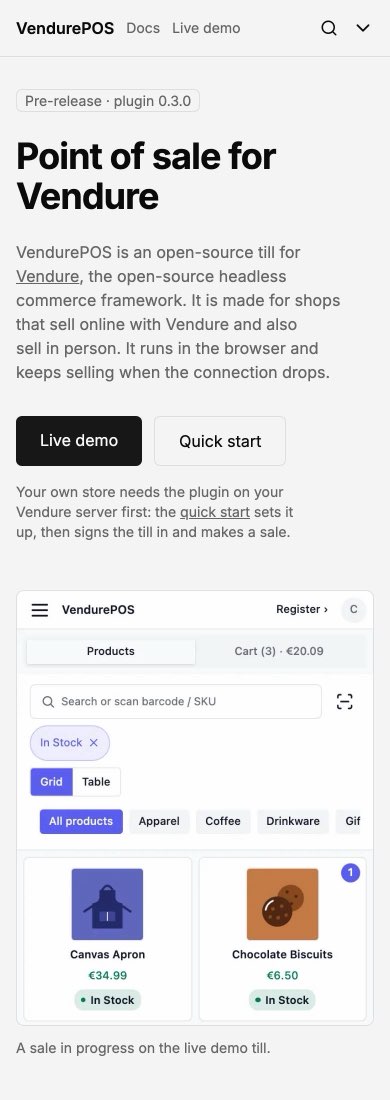 VendurePOS Docs Live demo
Pre-release · plugin 0.3.0
Point of sale for
Vendure
VendurePOS is an open-source till for
Vendure, the open-source headless
commerce framework. It is made for shops
that sell online with Vendure and also
sell in person. It runs in the browser and
keeps selling when the connection drops.
Live demo Quick start
Your own store needs the plugin on your
Vendure server first: the quick start sets it
up, then signs the till in and makes a sale.
VendurePOS Register › C
Products Cart (3) · €20.09
Search or scan barcode / SKU
In Stock ×
Grid Table
All products Apparel Coffee Drinkware Gif
1
Canvas Apron Chocolate Biscuits
€34.99 €6.50
In Stock In Stock
A sale in progress on the live demo till.